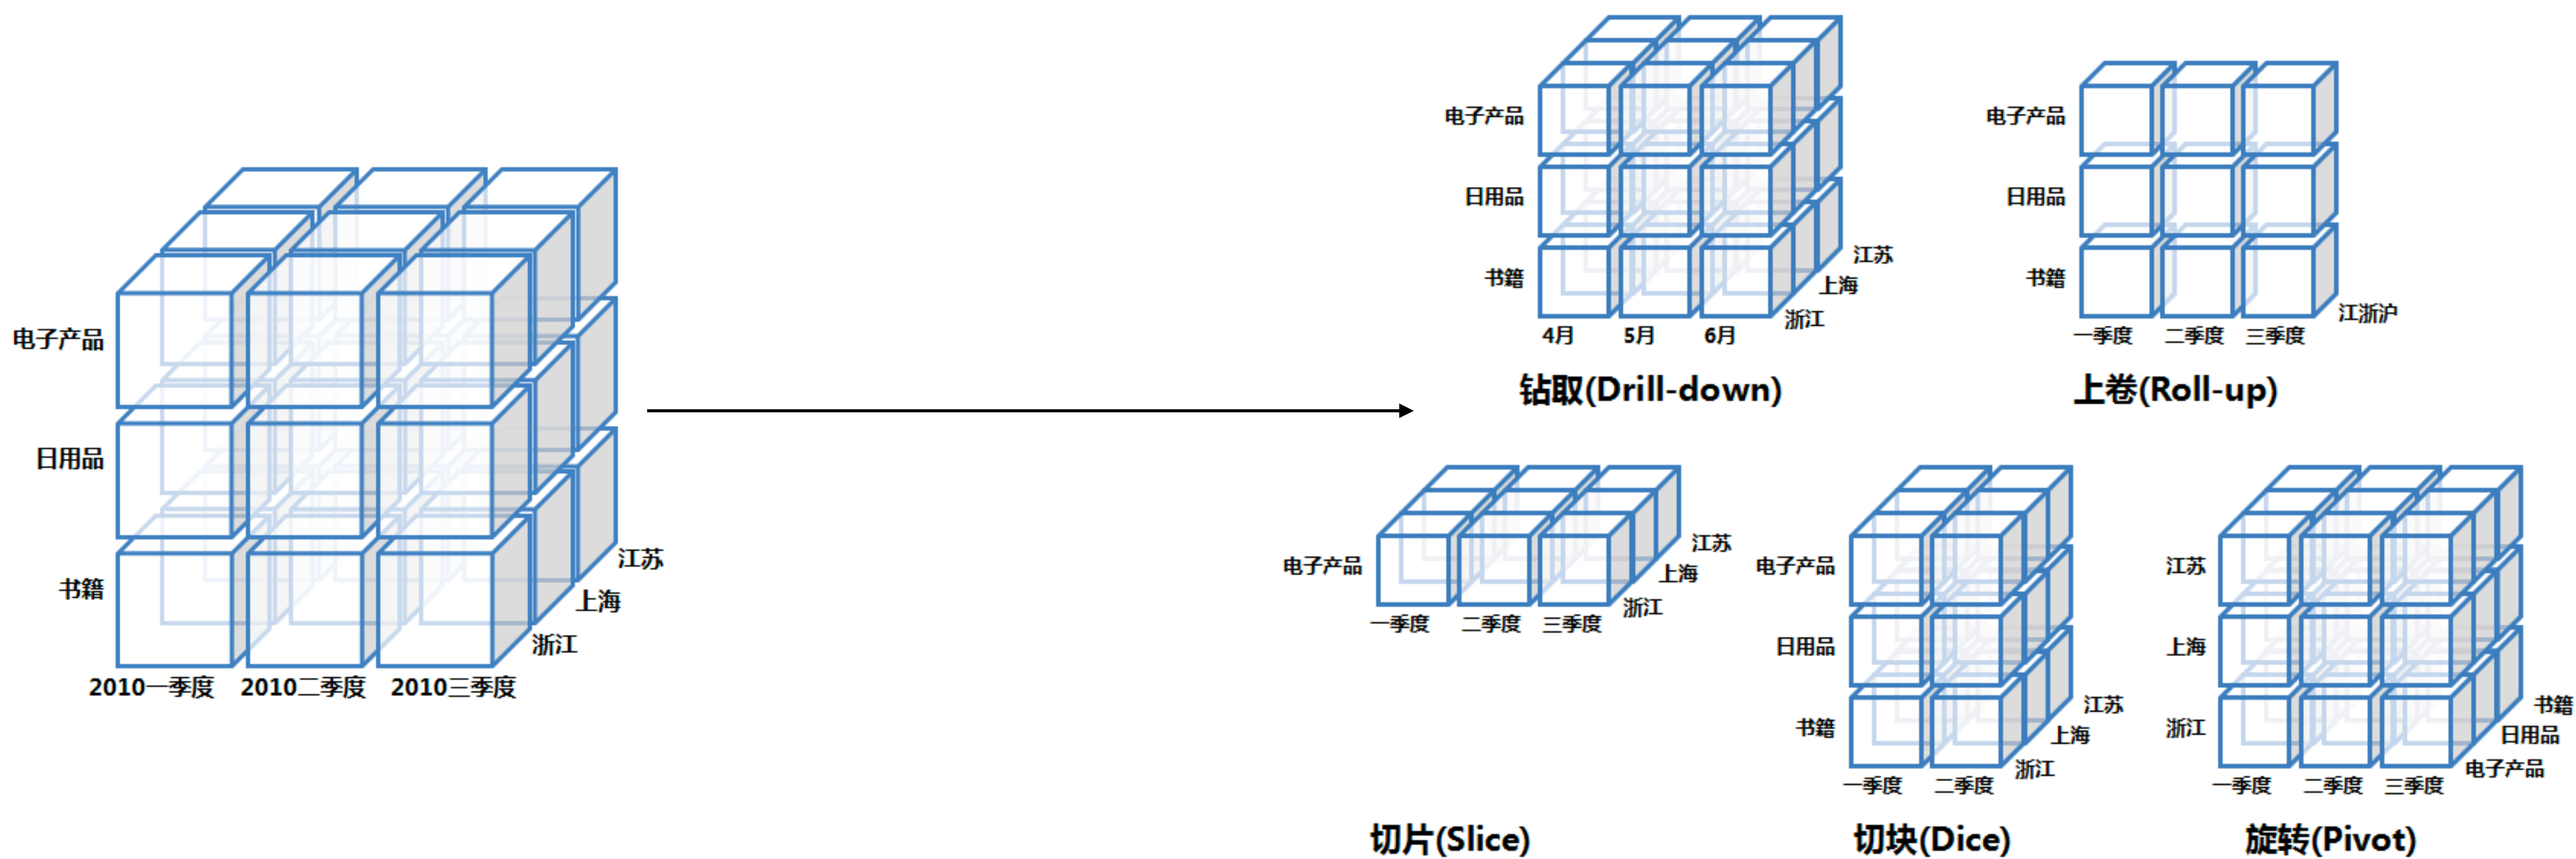 电子产品
日用品
书籍
江苏
上海
浙江
2010一季度 2010二季度 2010三季度
电子产品
日用品
书籍
江苏
上海
浙江
4月 5月 6月
钻取(Drill-down)
电子产品
日用品
书籍
江浙沪
一季度 二季度 三季度
上卷(Roll-up)
电子产品
江苏
上海
浙江
一季度 二季度 三季度
切片(Slice)
电子产品
日用品
书籍
江苏
上海
浙江
一季度 二季度
切块(Dice)
江苏
上海
浙江
书籍
日用品
电子产品
一季度 二季度 三季度
旋转(Pivot)